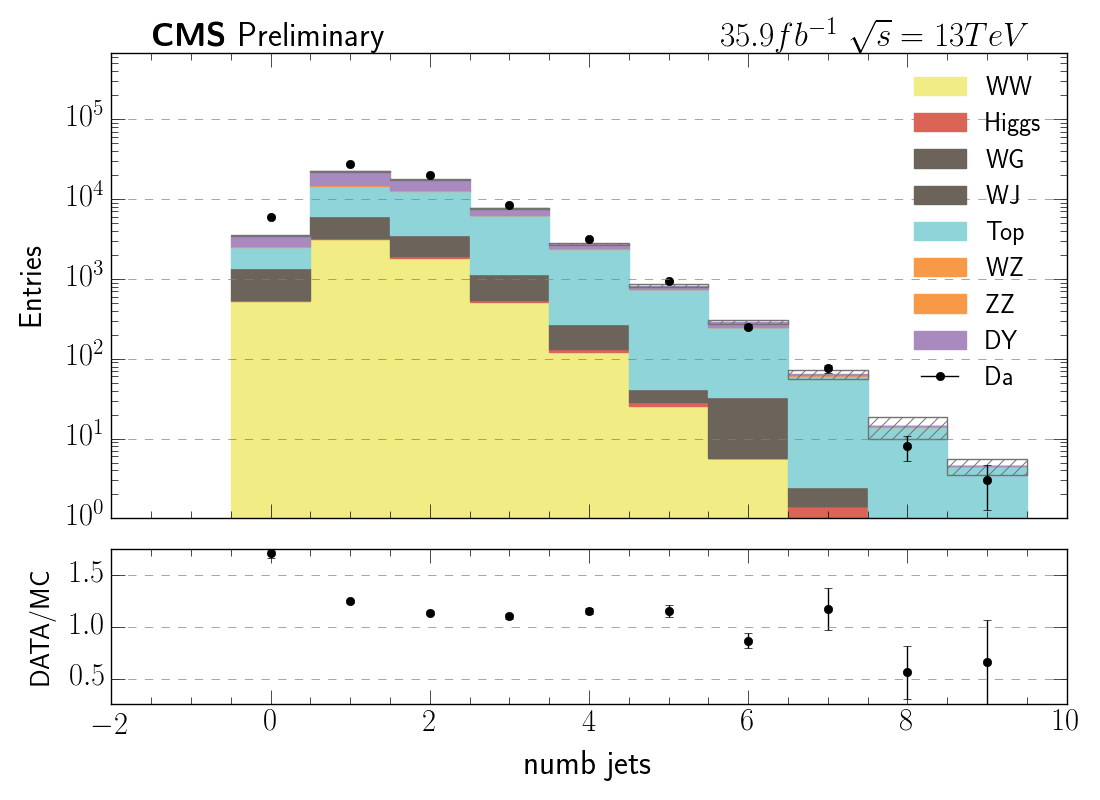 CMS Preliminary 35.9fb⁻¹ √s = 13TeV
Entries
10⁵
10⁴
10³
10²
10¹
10⁰
WW
Higgs
WG
WJ
Top
WZ
ZZ
DY
Da
DATA/MC
1.5
1.0
0.5
−2 0 2 4 6 8 10
numb jets